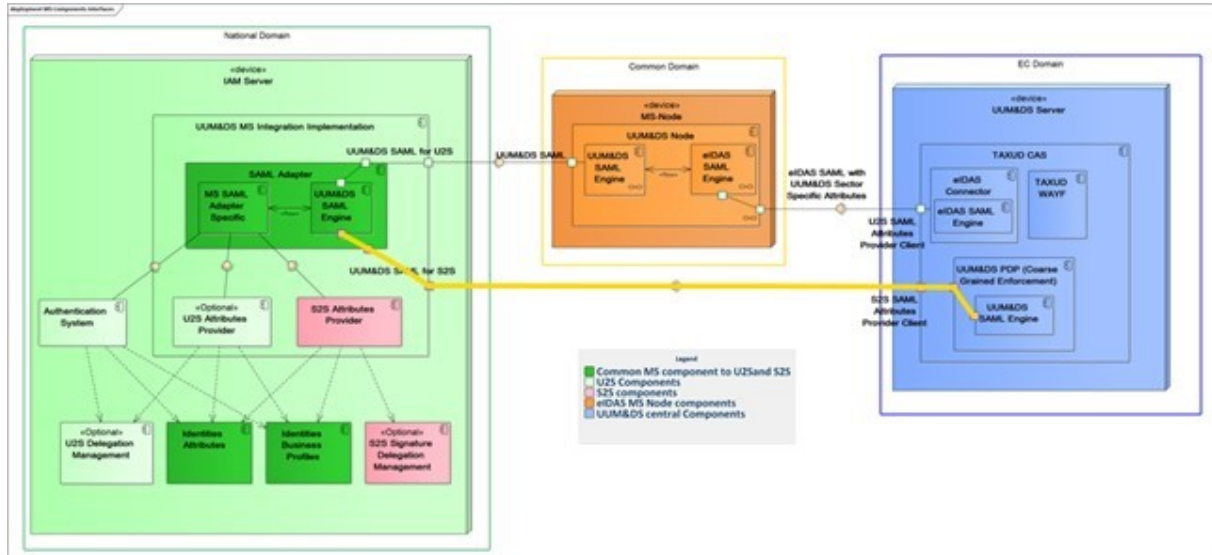 deployment MS Components Interfaces
National Domain
«device»
IAM Server
UUM&DS MS Integration Implementation
UUM&DS SAML for U2S
SAML Adapter
MS SAML
Adapter
Specific
«flow»
UUM&DS
SAML
Engine
UUM&DS SAML for S2S
Authentication
System
«Optional»
U2S Attributes
Provider
S2S Attributes
Provider
«Optional»
U2S Delegation
Management
Identities
Attributes
Identities
Business
Profiles
«Optional»
S2S Signature
Delegation
Management
Common Domain
«device»
MS-Node
UUM&DS Node
UUM&DS SAML
UUM&DS
SAML
Engine
«flow»
eIDAS
SAML
Engine
eIDAS SAML with
UUM&DS Sector
Specific Attributes
EC Domain
«device»
UUM&DS Server
TAXUD CAS
eIDAS
Connector
eIDAS SAML
Engine
TAXUD
WAYF
U2S SAML
Attributes
Provider Client
UUM&DS PDP (Coarse
Grained Enforcement)
UUM&DS
SAML Engine
S2S SAML
Attributes
Provider Client
Legend
Common MS component to U2Sand S2S
U2S Components
S2S components
eIDAS MS Node components
UUM&DS central Components